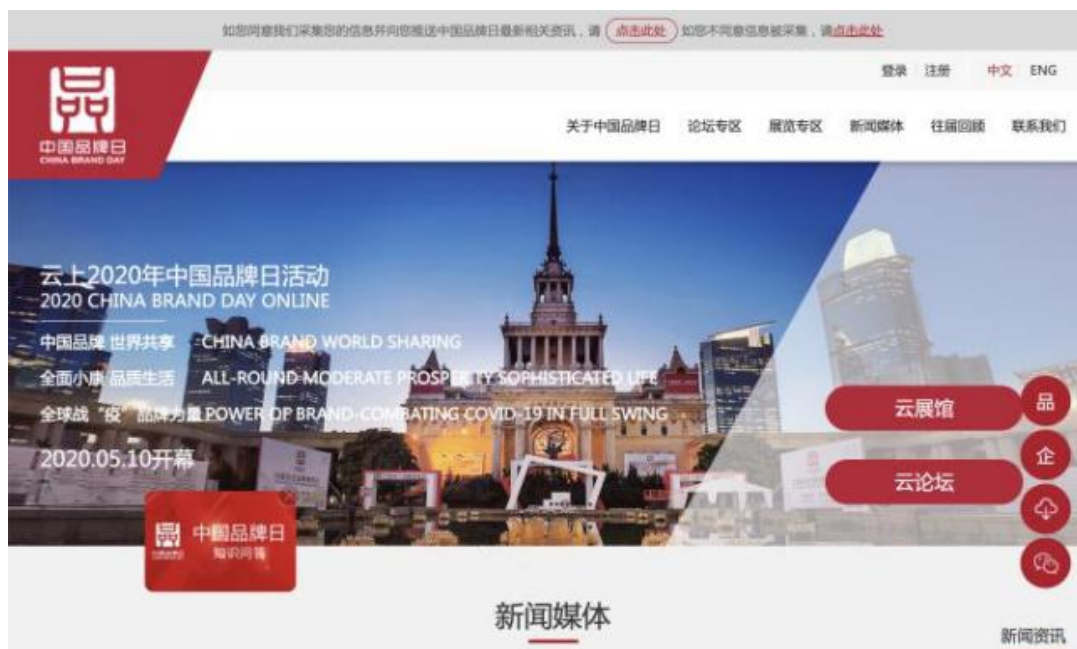 如您同意我们采集您的信息并向您推送中国品牌日最新相关资讯，请 点击此处 如您不同意信息被采集，请点击此处
登录 注册 中文 ENG
中国品牌日
CHINA BRAND DAY
关于中国品牌日 论坛专区 展览专区 新闻媒体 往届回顾 联系我们
云上2020年中国品牌日活动
2020 CHINA BRAND DAY ONLINE
中国品牌 世界共享 CHINA BRAND WORLD SHARING
全面小康 品质生活 ALL-ROUND MODERATE PROSPERITY SOPHISTICATED LIFE
全球战“疫”品牌力量 POWER OF BRAND-COMBATING COVID-19 IN FULL SWING
2020.05.10开幕
云展馆
云论坛
品
企
中国品牌日
知识问答
新闻媒体
新闻资讯